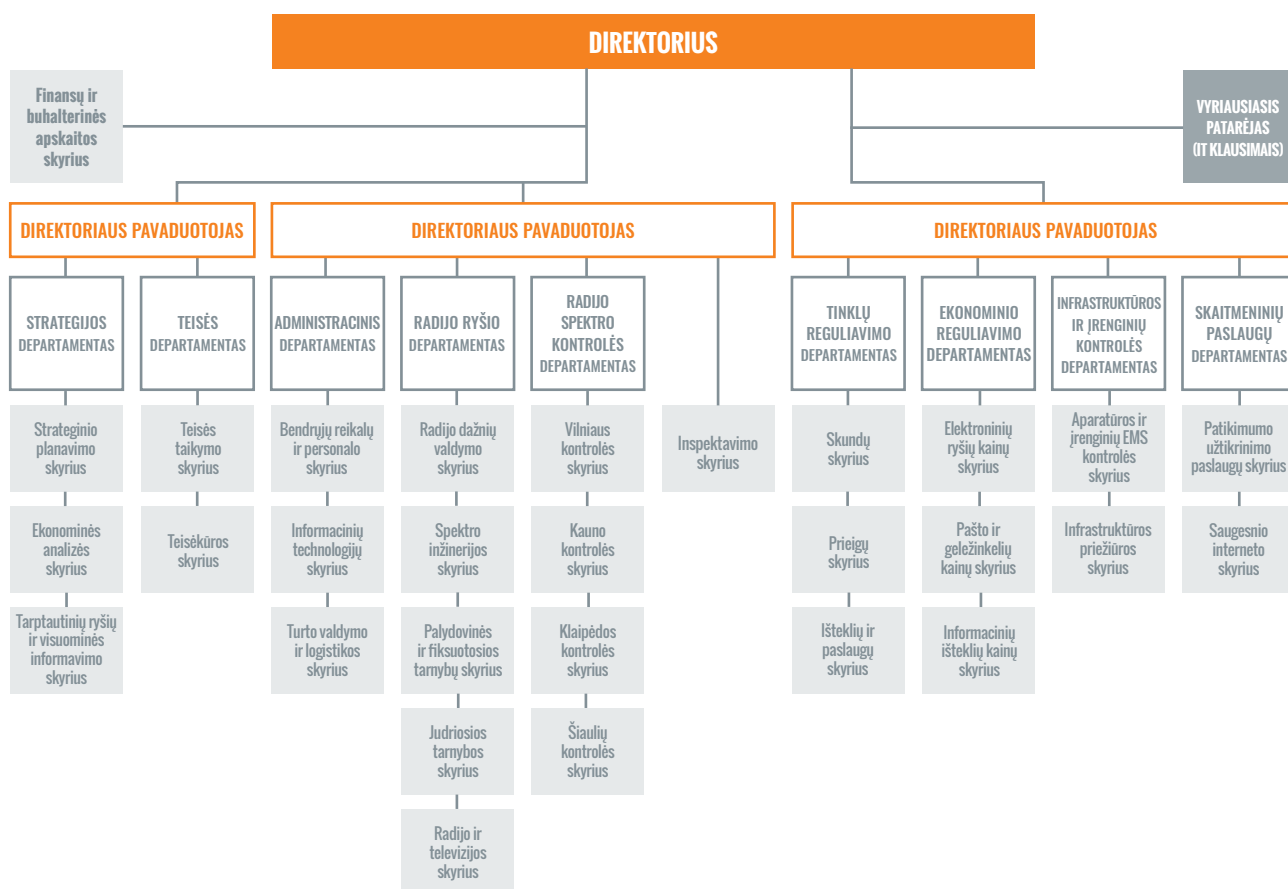 DIREKTORIUS
Finansų ir
buhalterinės
apskaitos
skyrius
VYRIAUSIASIS
PATARĖJAS
(IT KLAUSIMAIS)
DIREKTORIAUS PAVADUOTOJAS
DIREKTORIAUS PAVADUOTOJAS
DIREKTORIAUS PAVADUOTOJAS
STRATEGIJOS
DEPARTAMENTAS
TEISĖS
DEPARTAMENTAS
ADMINISTRACINIS
DEPARTAMENTAS
RADIJO RYŠIO
DEPARTAMENTAS
RADIJO
SPEKTRO
KONTROLĖS
DEPARTAMENTAS
TINKLŲ
REGULIAVIMO
DEPARTAMENTAS
EKONOMINIO
REGULIAVIMO
DEPARTAMENTAS
INFRASTRUKTŪROS
IR ĮRENGINIŲ
KONTROLĖS
DEPARTAMENTAS
SKAITMENINIŲ
PASLAUGŲ
DEPARTAMENTAS
Strateginio
planavimo
skyrius
Teisės
taikymo
skyrius
Bendrųjų reikalų
ir personalo
skyrius
Radijo dažnių
valdymo
skyrius
Vilniaus
kontrolės
skyrius
Inspektavimo
skyrius
Skundų
skyrius
Elektroninių
ryšių kainų
skyrius
Aparatūros ir
įrenginių EMS
kontrolės
skyrius
Patikimumo
užtikrinimo
paslaugų skyrius
Ekonominės
analizės
skyrius
Teisėkūros
skyrius
Informacinių
technologijų
skyrius
Spektro
inžinerijos
skyrius
Kauno
kontrolės
skyrius
Prieigų
skyrius
Pašto ir
geležinkelių
kainų skyrius
Infrastruktūros
priežiūros
skyrius
Saugesnio
interneto
skyrius
Tarptautinių ryšių
ir visuominės
informavimo
skyrius
Turto valdymo
ir logistikos
skyrius
Palydovinės
ir fiksuotosios
tarnybų skyrius
Klaipėdos
kontrolės
skyrius
Išteklių ir
paslaugų
skyrius
Informacinių
išteklių kainų
skyrius
Judriosios
tarnybos
skyrius
Šiaulių
kontrolės
skyrius
Radijo ir
televizijos
skyrius